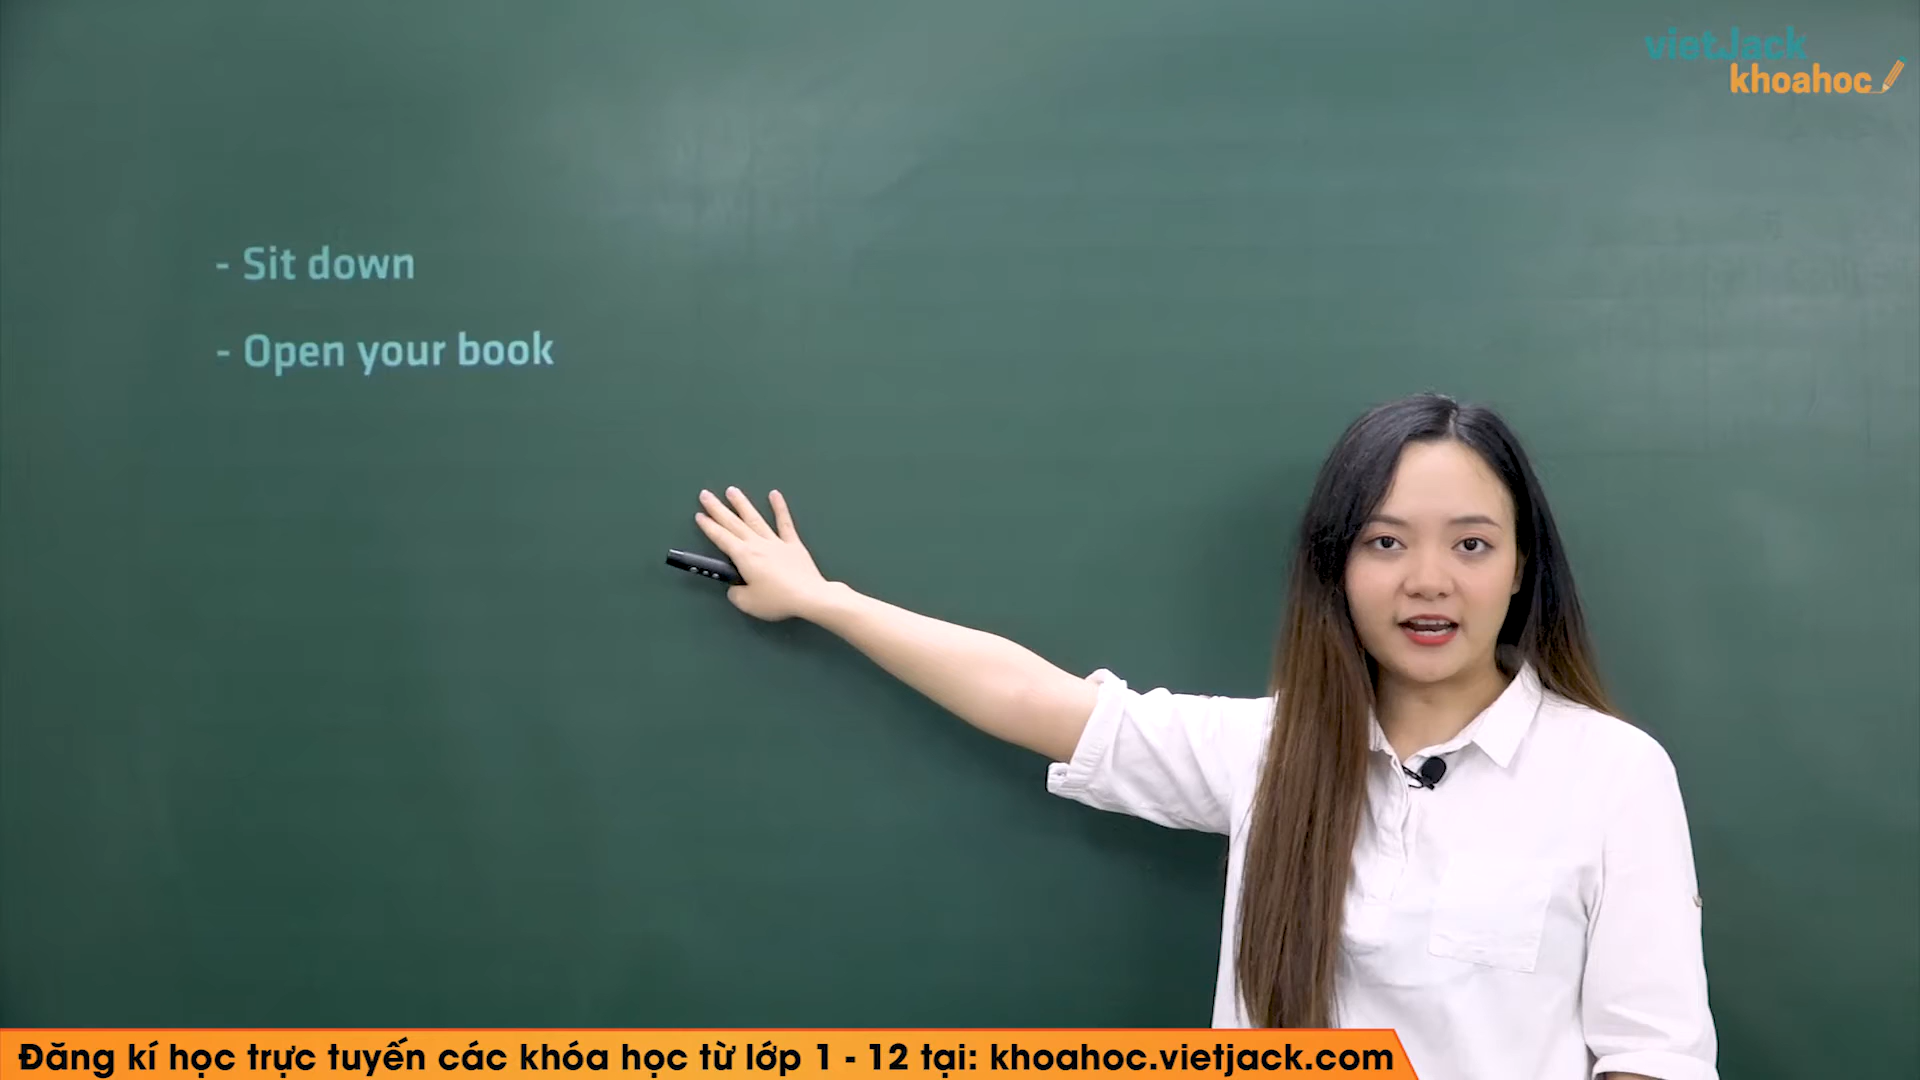 vietJack
khoahoc
- Sit down
- Open your book
Đăng kí học trực tuyến các khóa học từ lớp 1 - 12 tại: khoahoc.vietjack.com